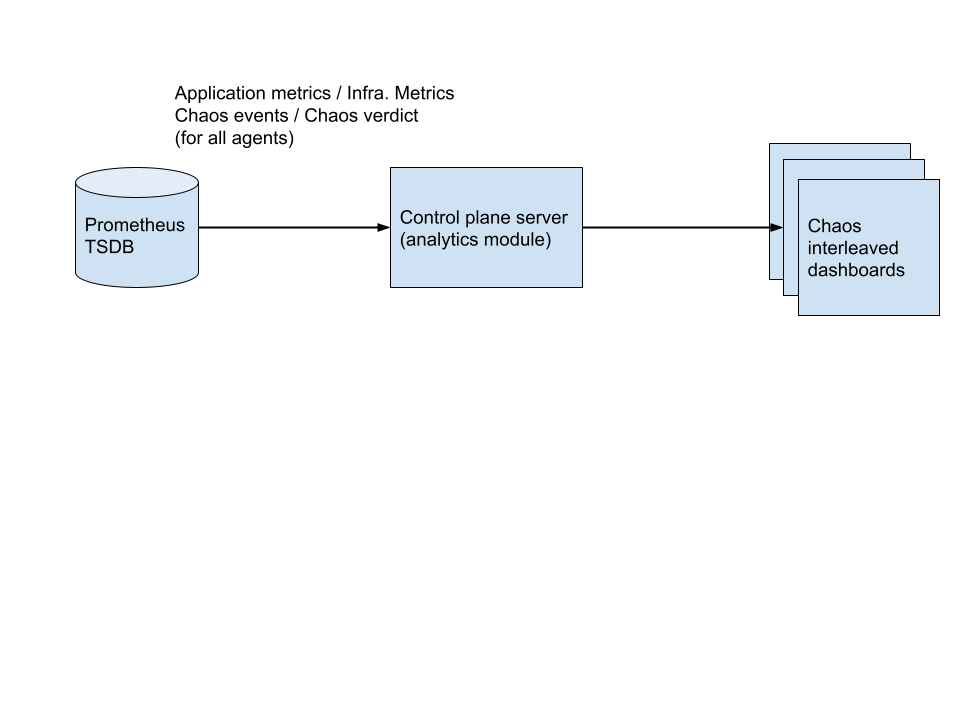 Application metrics / Infra. Metrics
Chaos events / Chaos verdict
(for all agents)
Prometheus
TSDB
Control plane server
(analytics module)
Chaos
interleaved
dashboards